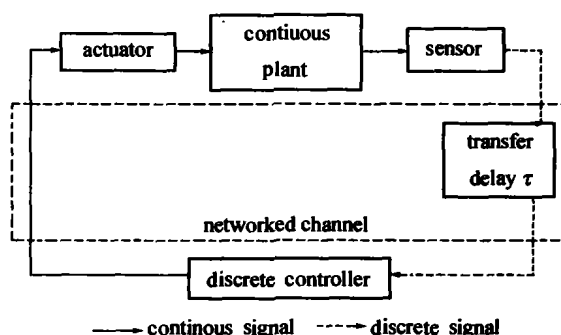 actuator
contiuous
plant
sensor
transfer
delay τ
networked channel
discrete controller
continous signal
discrete signal